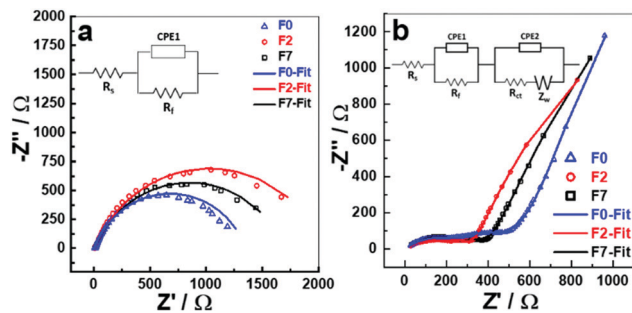 a
CPE1
Rs
Rf
F0
F2
F7
F0-Fit
F2-Fit
F7-Fit
-Z'' / Ω
2000
1750
1500
1250
1000
750
500
250
0
0 500 1000 1500 2000
Z' / Ω
b
CPE1
CPE2
Rs
Rf
Rct
Zw
F0
F2
F7
F0-Fit
F2-Fit
F7-Fit
-Z'' / Ω
1200
1000
800
600
400
200
0
0 200 400 600 800 1000
Z' / Ω